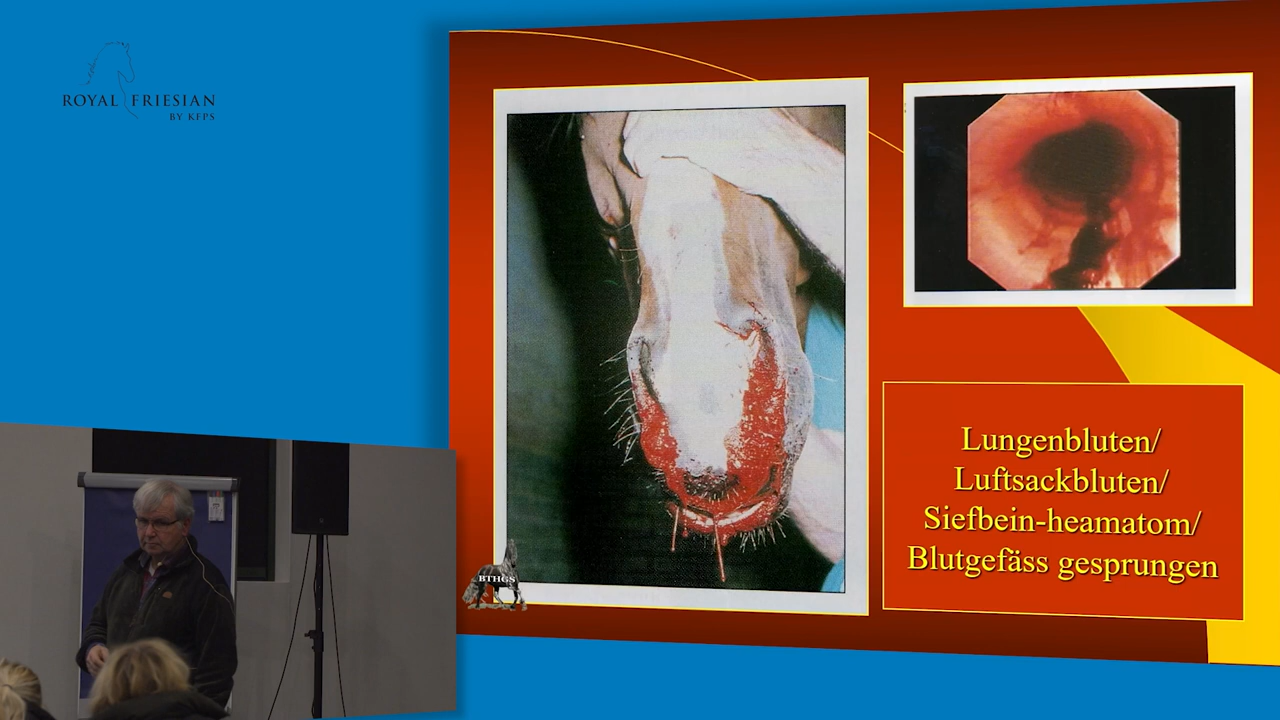 ROYAL FRIESIAN
BY KFPS
Lungenbluten/
Luftsackbluten/
Siefbein-heamatom/
Blutgefäss gesprungen
BTHGS